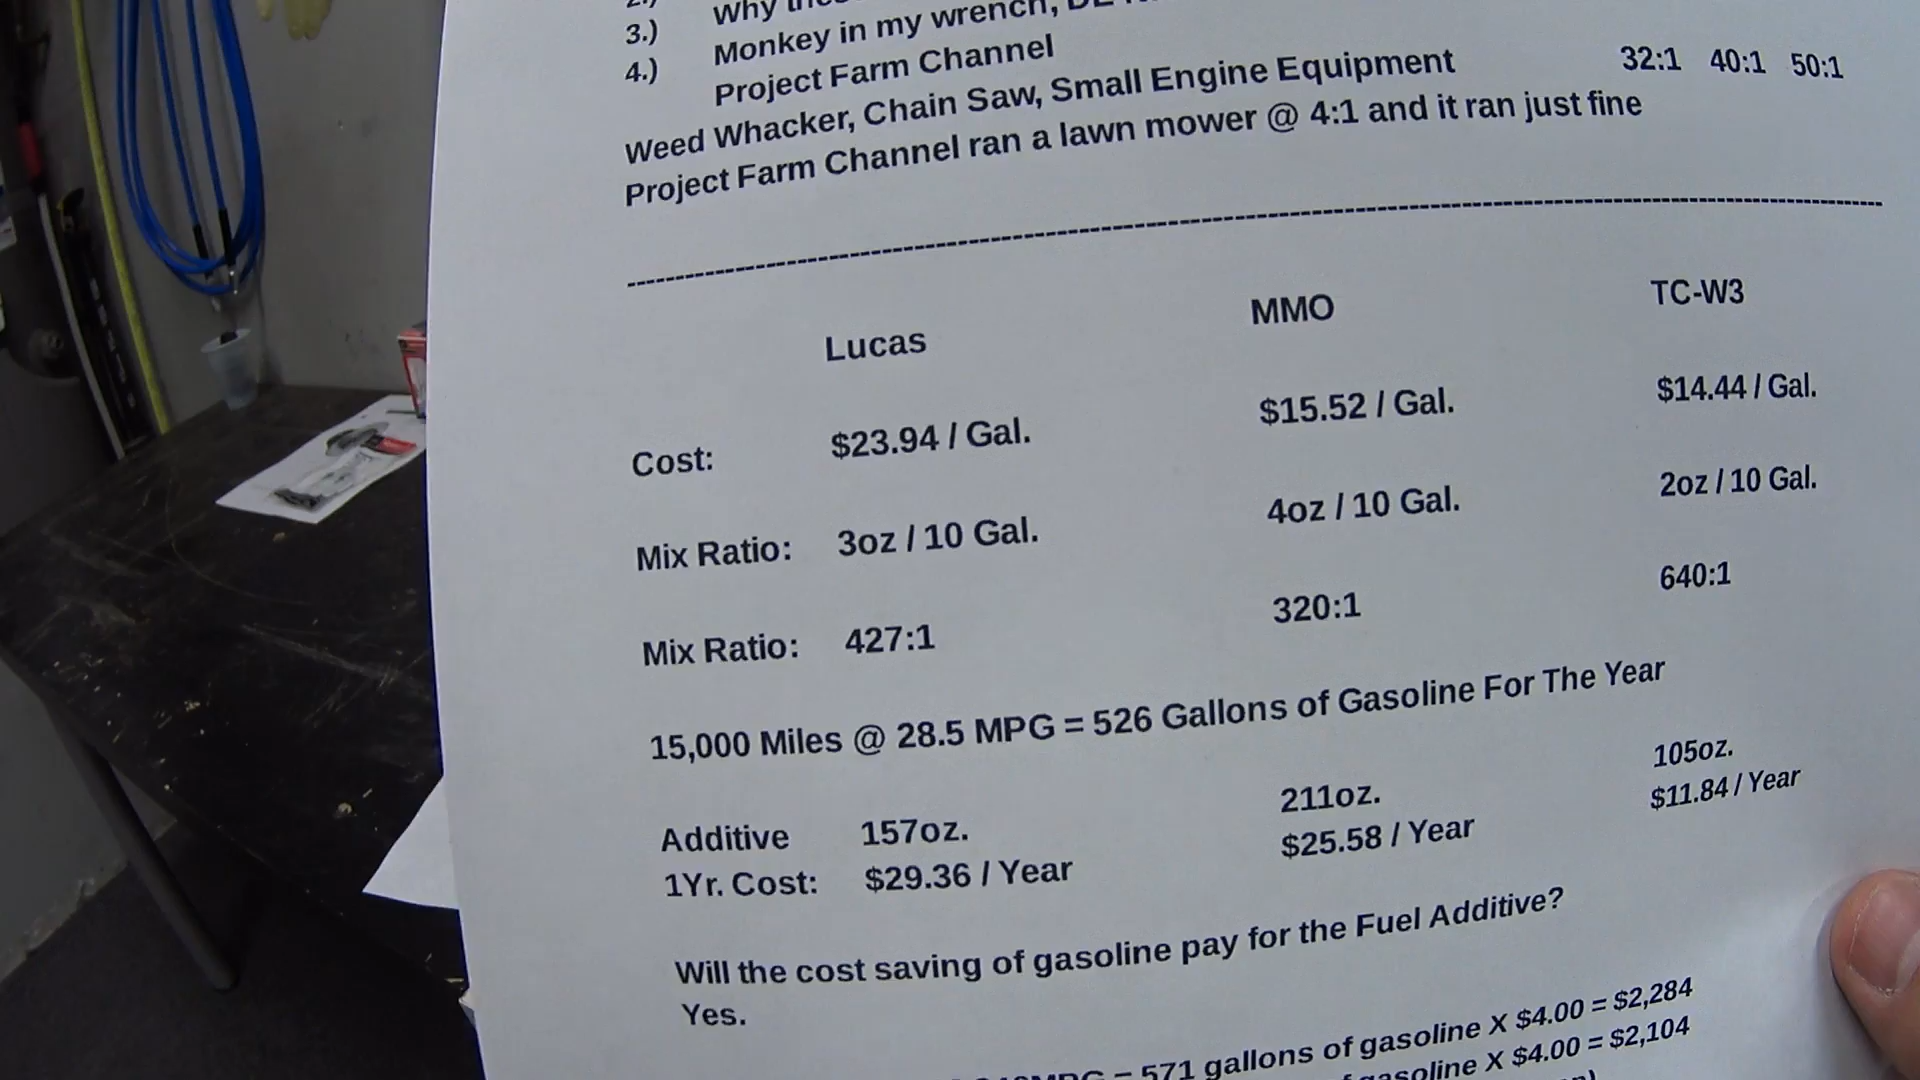 3.) Why
4.) Monkey in my wrench,
Project Farm Channel
Weed Whacker, Chain Saw, Small Engine Equipment 32:1 40:1 50:1
Project Farm Channel ran a lawn mower @ 4:1 and it ran just fine
Lucas MMO TC-W3
Cost: $23.94 / Gal. $15.52 / Gal. $14.44 / Gal.
Mix Ratio: 3oz / 10 Gal. 4oz / 10 Gal. 2oz / 10 Gal.
Mix Ratio: 427:1 320:1 640:1
15,000 Miles @ 28.5 MPG = 526 Gallons of Gasoline For The Year
Additive 157oz. 211oz. 105oz.
1Yr. Cost: $29.36 / Year $25.58 / Year $11.84 / Year
Will the cost saving of gasoline pay for the Fuel Additive?
Yes.
= 571 gallons of gasoline X $4.00 = $2,284
gasoline X $4.00 = $2,104